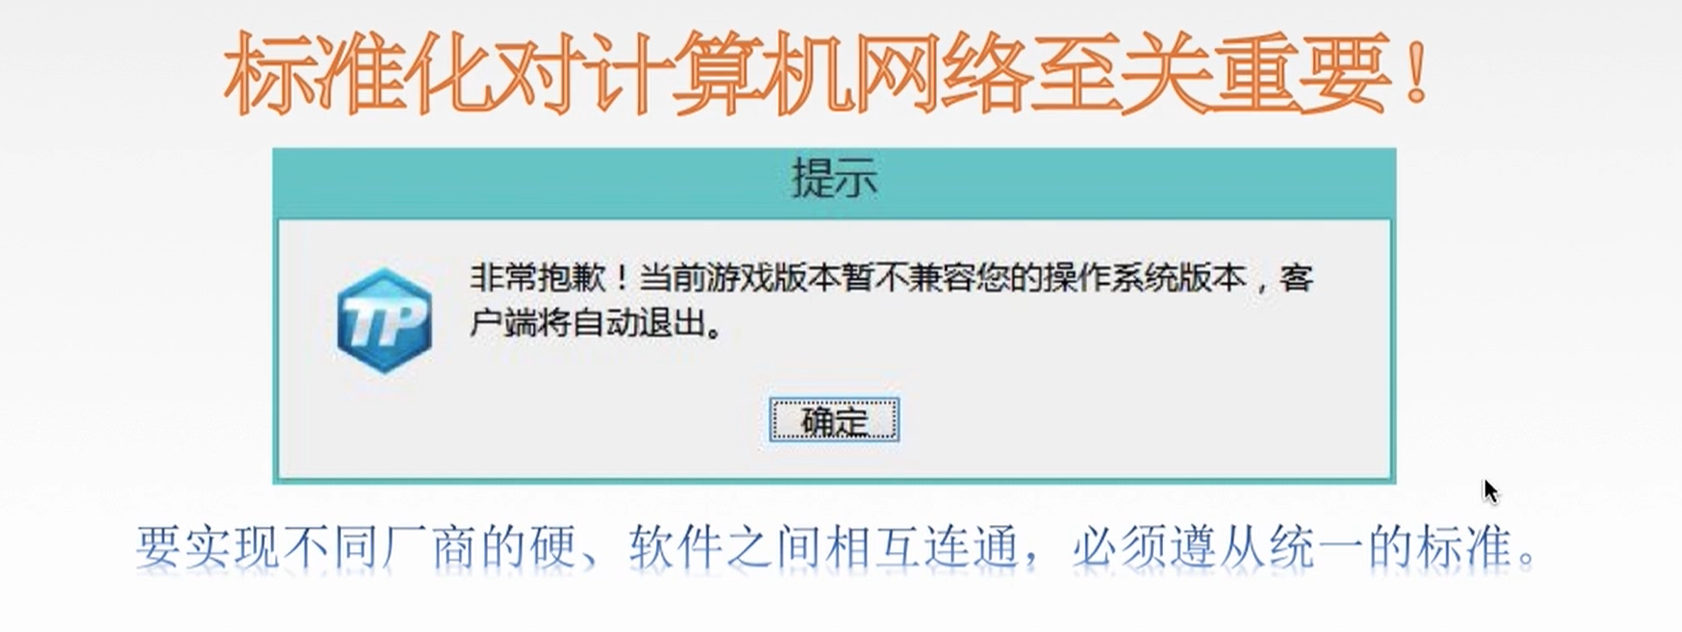 标准化对计算机网络至关重要！
提示
非常抱歉！当前游戏版本暂不兼容您的操作系统版本，客
户端将自动退出。
TP
确定
要实现不同厂商的硬、软件之间相互连通，必须遵从统一的标准。